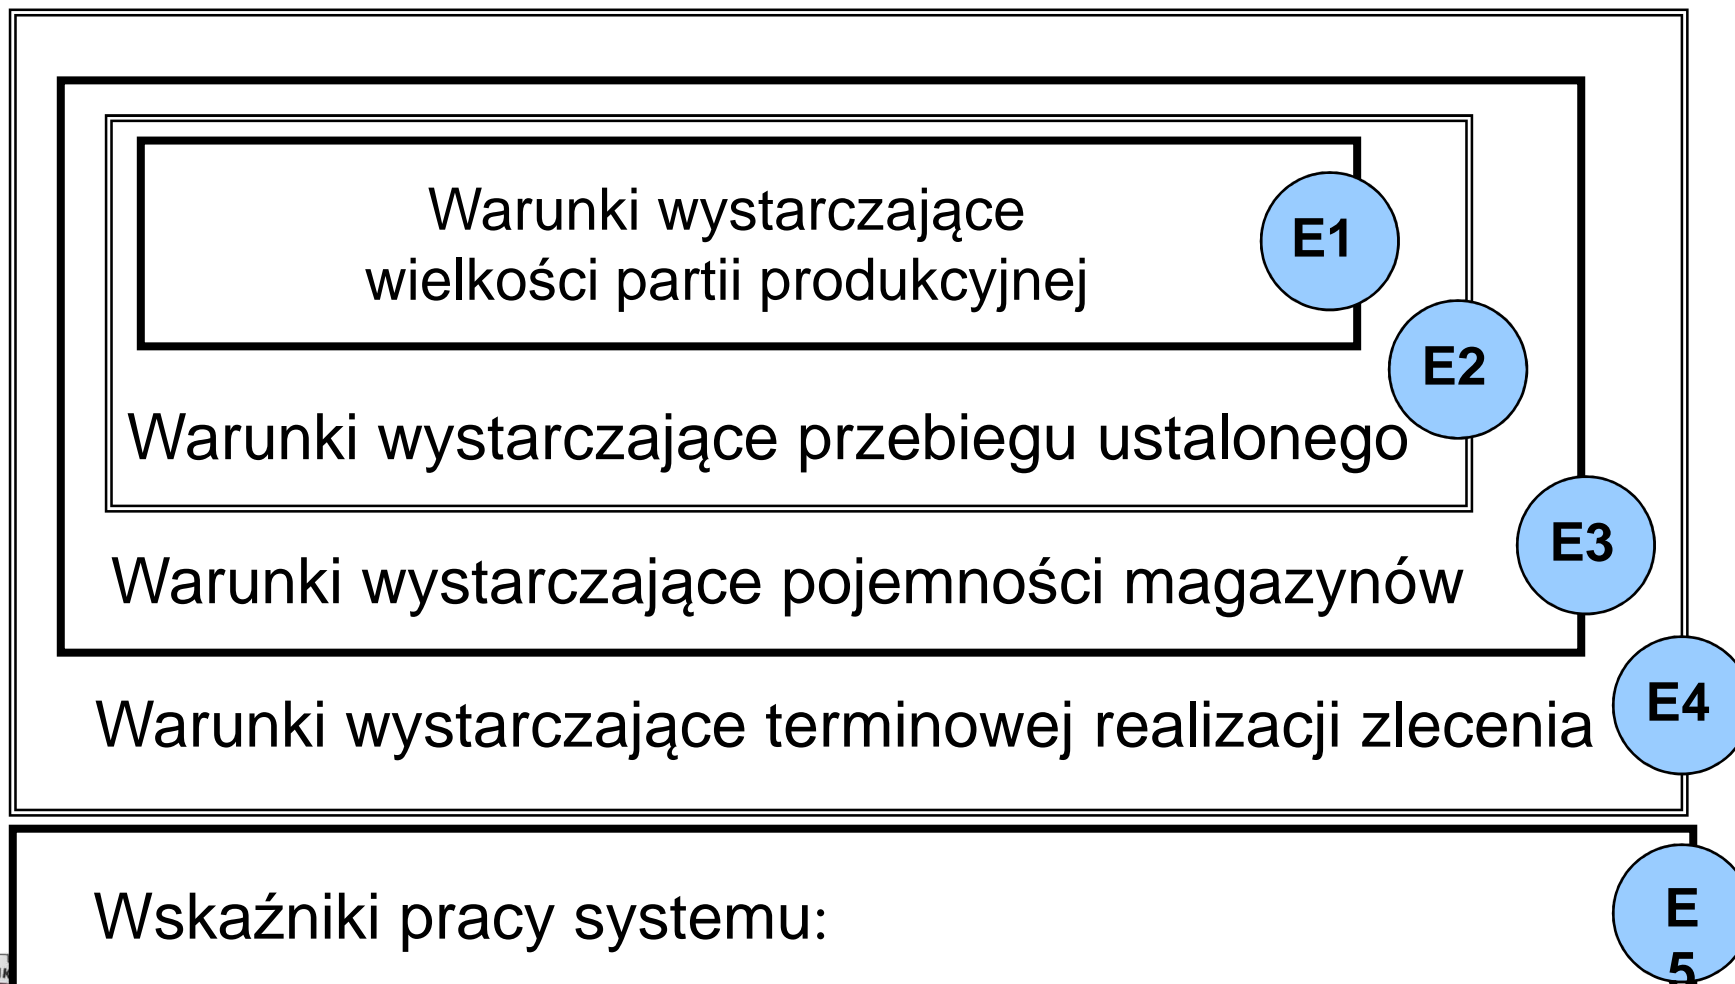 Warunki wystarczające
wielkości partii produkcyjnej
E1
E2
Warunki wystarczające przebiegu ustalonego
E3
Warunki wystarczające pojemności magazynów
E4
Warunki wystarczające terminowej realizacji zlecenia
Wskaźniki pracy systemu:
E
5